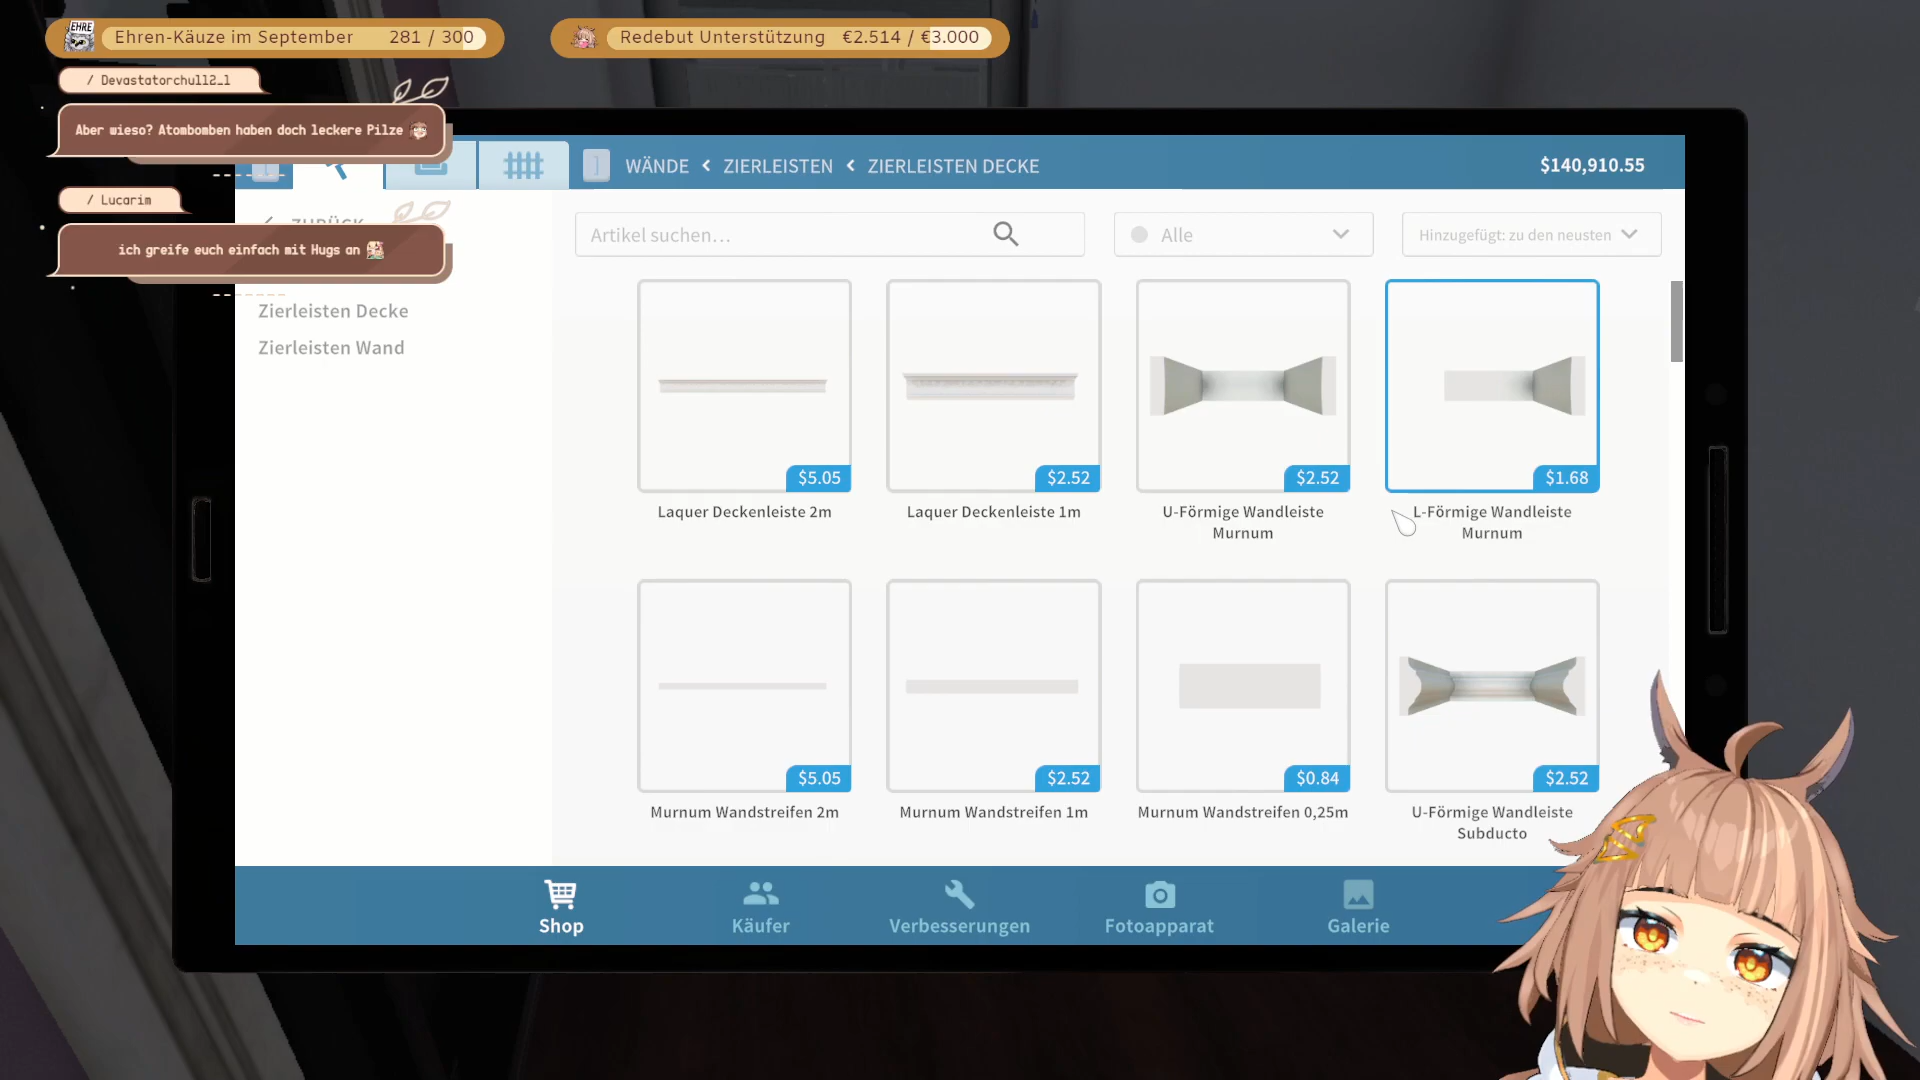 EHRE
Ehren-Käuze im September 281 / 300
Redebut Unterstützung €2.514 / €3.000
/ Devastatorchull2_1
Aber wieso? Atombomben haben doch leckere Pilze
/ Lucarim
ich greife euch einfach mit Hugs an
WÄNDE < ZIERLEISTEN < ZIERLEISTEN DECKE
$140,910.55
< ZURÜCK
Artikel suchen...
Alle
Hinzugefügt: zu den neusten
Zierleisten Decke
Zierleisten Wand
$5.05
$2.52
$2.52
$1.68
Laquer Deckenleiste 2m
Laquer Deckenleiste 1m
U-Förmige Wandleiste
Murnum
L-Förmige Wandleiste
Murnum
$5.05
$2.52
$0.84
$2.52
Murnum Wandstreifen 2m
Murnum Wandstreifen 1m
Murnum Wandstreifen 0,25m
U-Förmige Wandleiste
Subducto
Shop
Käufer
Verbesserungen
Fotoapparat
Galerie